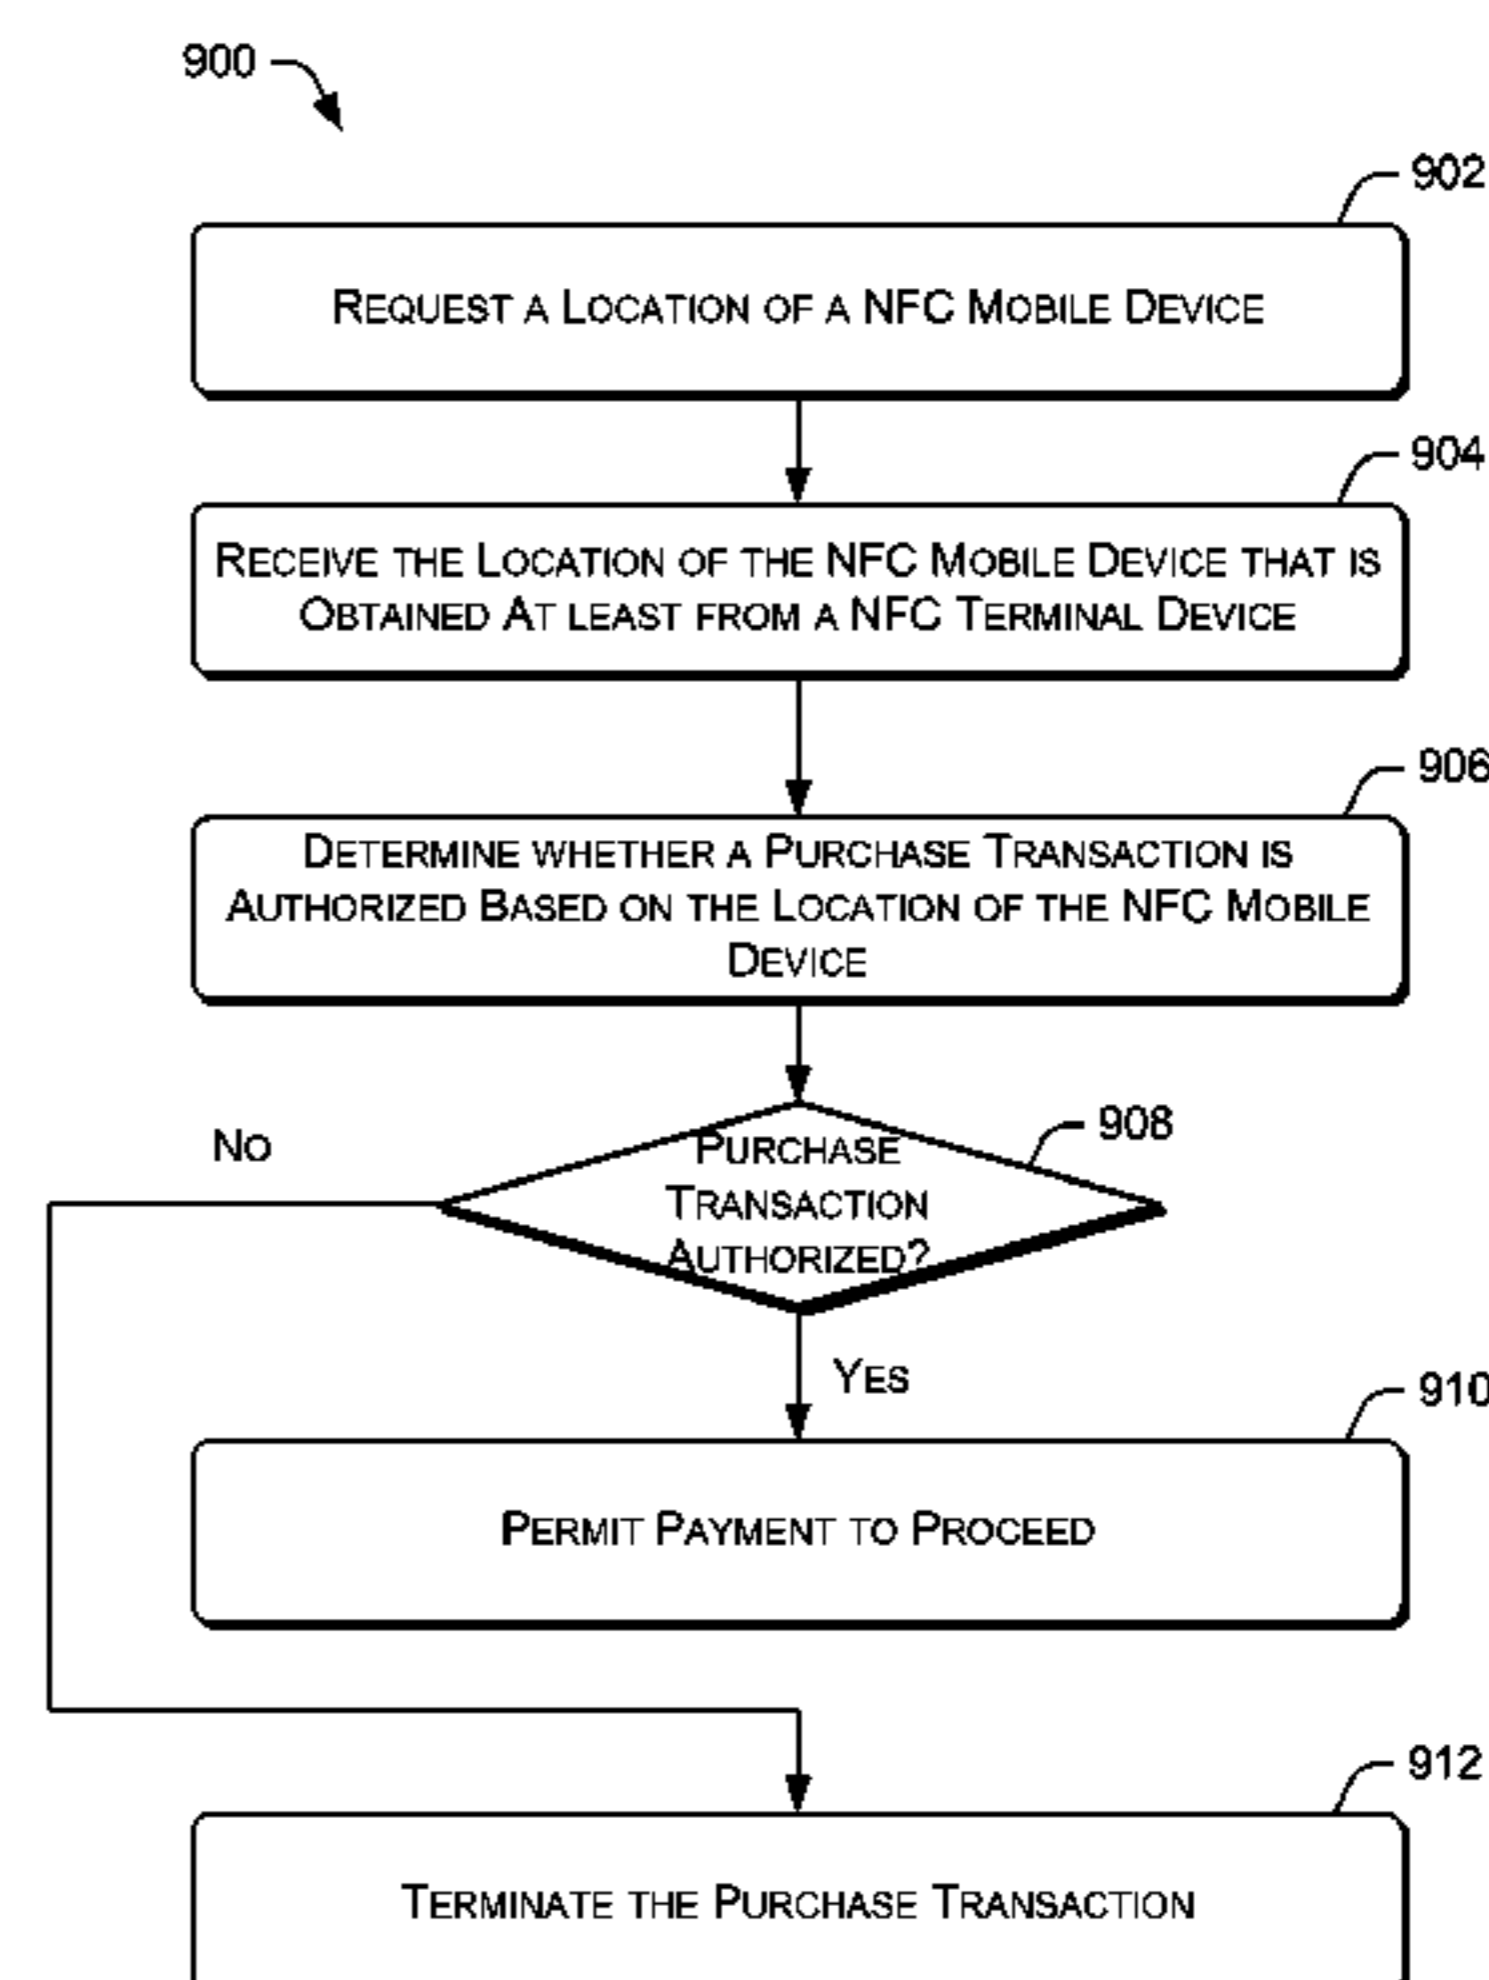 900
902
REQUEST A LOCATION OF A NFC MOBILE DEVICE
904
RECEIVE THE LOCATION OF THE NFC MOBILE DEVICE THAT IS
OBTAINED AT LEAST FROM A NFC TERMINAL DEVICE
906
DETERMINE WHETHER A PURCHASE TRANSACTION IS
AUTHORIZED BASED ON THE LOCATION OF THE NFC MOBILE
DEVICE
908
NO
PURCHASE
TRANSACTION
AUTHORIZED?
YES
910
PERMIT PAYMENT TO PROCEED
912
TERMINATE THE PURCHASE TRANSACTION